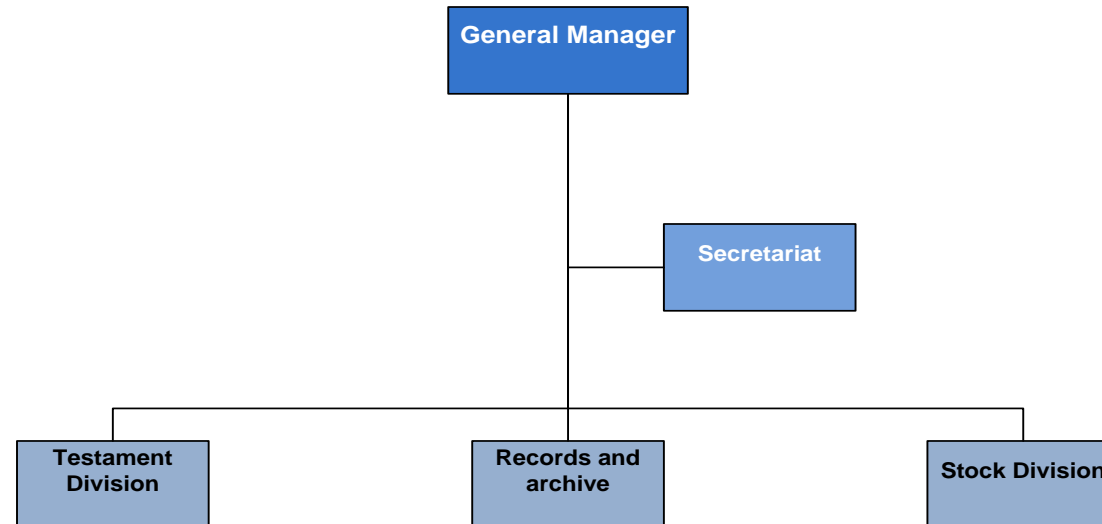 General Manager
Secretariat
Testament
Division
Records and
archive
Stock Division